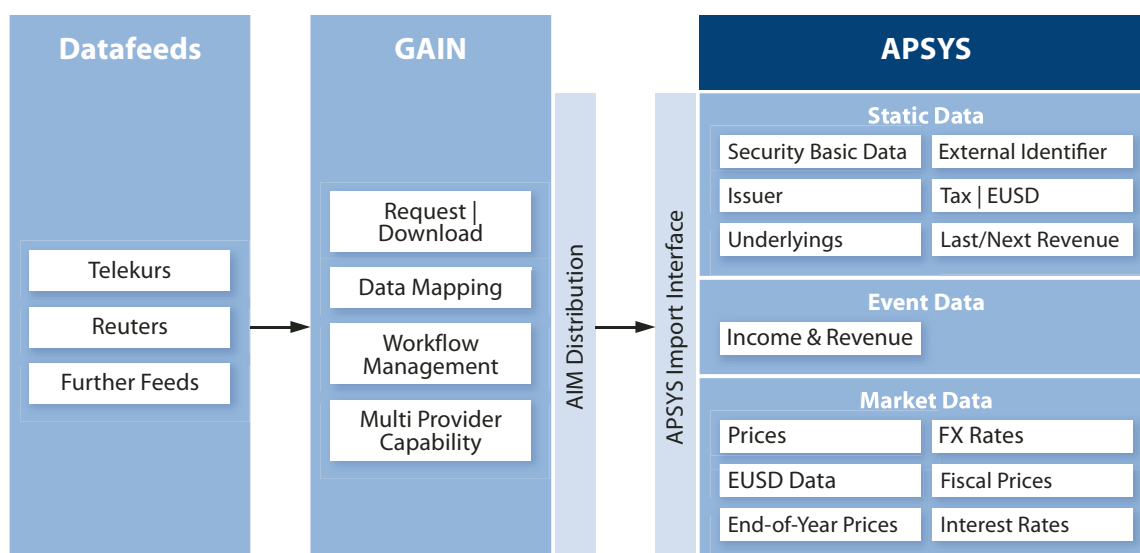 Datafeeds
Telekurs
Reuters
Further Feeds
GAIN
Request |
Download
Data Mapping
Workflow
Management
Multi Provider
Capability
AIM Distribution
APSYS Import Interface
APSYS
Static Data
Security Basic Data
External Identifier
Issuer
Tax | EUSD
Underlyings
Last/Next Revenue
Event Data
Income & Revenue
Market Data
Prices
FX Rates
EUSD Data
Fiscal Prices
End-of-Year Prices
Interest Rates